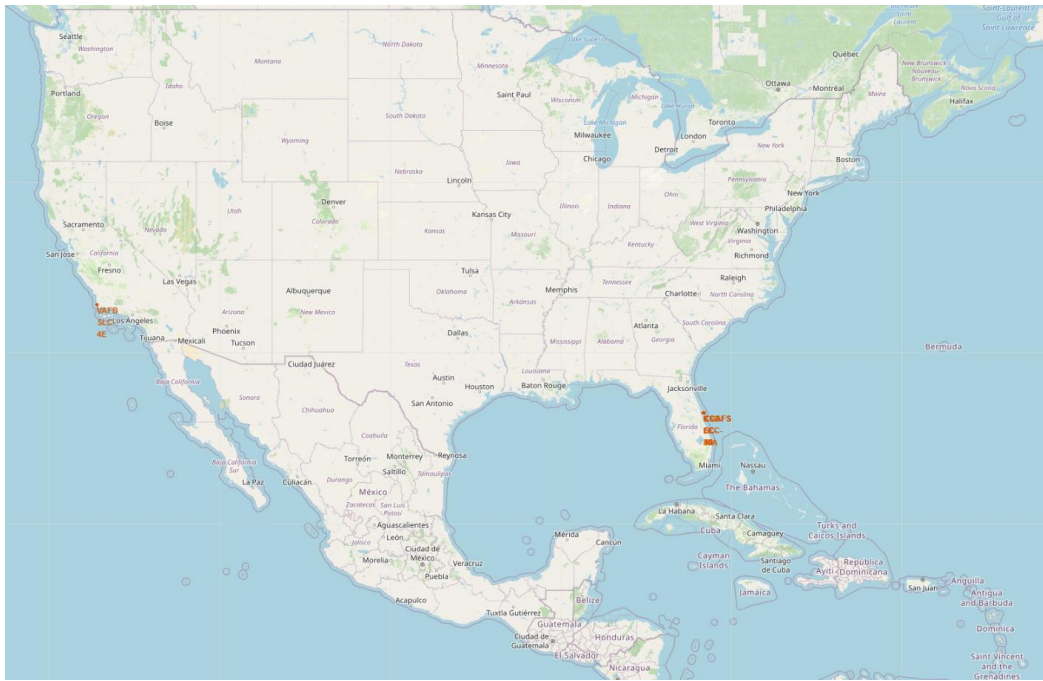 Saint-Laurent /
Gulf of
Saint Lawrence
Seattle
Washington
Montana
North Dakota
Minnesota
Lake Superior
Québec
New Brunswick
Nouveau-
Brunswick
Nova Scotia
Halifax
Portland
Oregon
Idaho
Boise
Wyoming
South Dakota
Saint Paul
Wisconsin
Michigan
Lake Huron
Ottawa
Montréal
Maine
Toronto
London
Detroit
Lake Michigan
Milwaukee
Chicago
New York
Boston
Iowa
Nebraska
Lincoln
Denver
Colorado
Utah
Nevada
Sacramento
San Jose
California
Fresno
Kansas City
Kansas
Missouri
Illinois
Indiana
Ohio
Pennsylvania
New York
Philadelphia
West Virginia
Washington
Virginia
Richmond
Kentucky
Las Vegas
Albuquerque
New Mexico
Arizona
Phoenix
Tucson
Tulsa
Oklahoma
Arkansas
Memphis
Tennessee
Raleigh
Charlotte
North Carolina
South Carolina
Atlanta
Georgia
Alabama
Mississippi
VAFB
SLC-
4E
Los Angeles
Tijuana
Mexicali
Dallas
Texas
Louisiana
Bermuda
Ciudad Juárez
Austin
Houston
Baton Rouge
San Antonio
Jacksonville
Florida
CCAFS
Miami
Nassau
The Bahamas
Baja California
Sonora
Chihuahua
Coahuila
Baja California
Sur
La Paz
Culiacán
Torreón
Durango
Monterrey
Saltillo
Reynosa
Tamaulipas
México
Zacatecas
San Luis
Potosí
Aguascalientes
León
Jalisco
Ciudad de
México
Morelia
Puebla
Veracruz
Acapulco
Tuxtla Gutiérrez
Mérida
Cancún
La Habana
Santa Clara
Cuba
Camaguey
Santiago
de Cuba
Turks and
Caicos Islands
Cayman
Islands
Jamaica
Ayiti
República
Dominicana
San Juan
Anguilla
Antigua
and Barbuda
Dominica
Saint Vincent
and the
Grenadines
Belize
Guatemala
Ciudad de
Guatemala
Honduras
El Salvador
Nicaragua